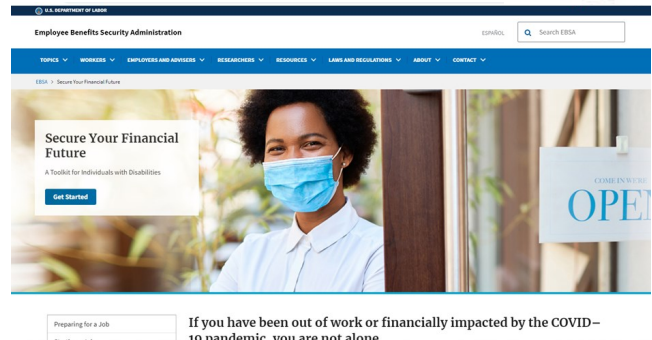 U.S. DEPARTMENT OF LABOR
Employee Benefits Security Administration
ESPAÑOL
Search EBSA
TOPICS WORKERS EMPLOYERS AND ADVISERS RESEARCHERS RESOURCES LAWS AND REGULATIONS ABOUT CONTACT
EBSA > Secure Your Financial Future
Secure Your Financial
Future
A Toolkit for Individuals with Disabilities
Get Started
COME IN WE'RE
OPEN
Preparing for a Job
If you have been out of work or financially impacted by the COVID–
19 pandemic, you are not alone.